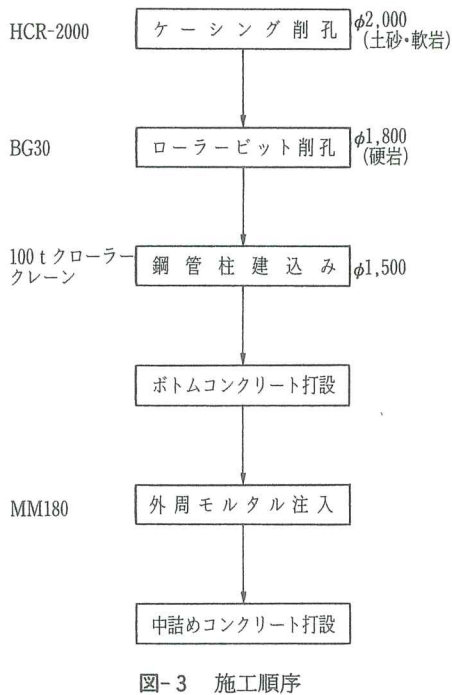 HCR-2000
ケーシング削孔
φ2,000
(土砂・軟岩)
BG30
ローラービット削孔
φ1,800
(硬岩)
100tクローラー
クレーン
鋼管柱建込み
φ1,500
ボトムコンクリート打設
MM180
外周モルタル注入
中詰めコンクリート打設
図-3 施工順序